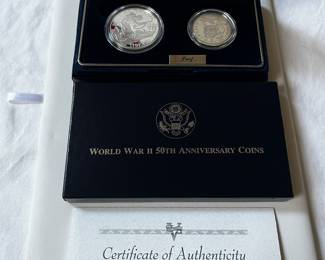 Proof
WORLD WAR II 50TH ANNIVERSARY COINS
Certificate of Authenticity